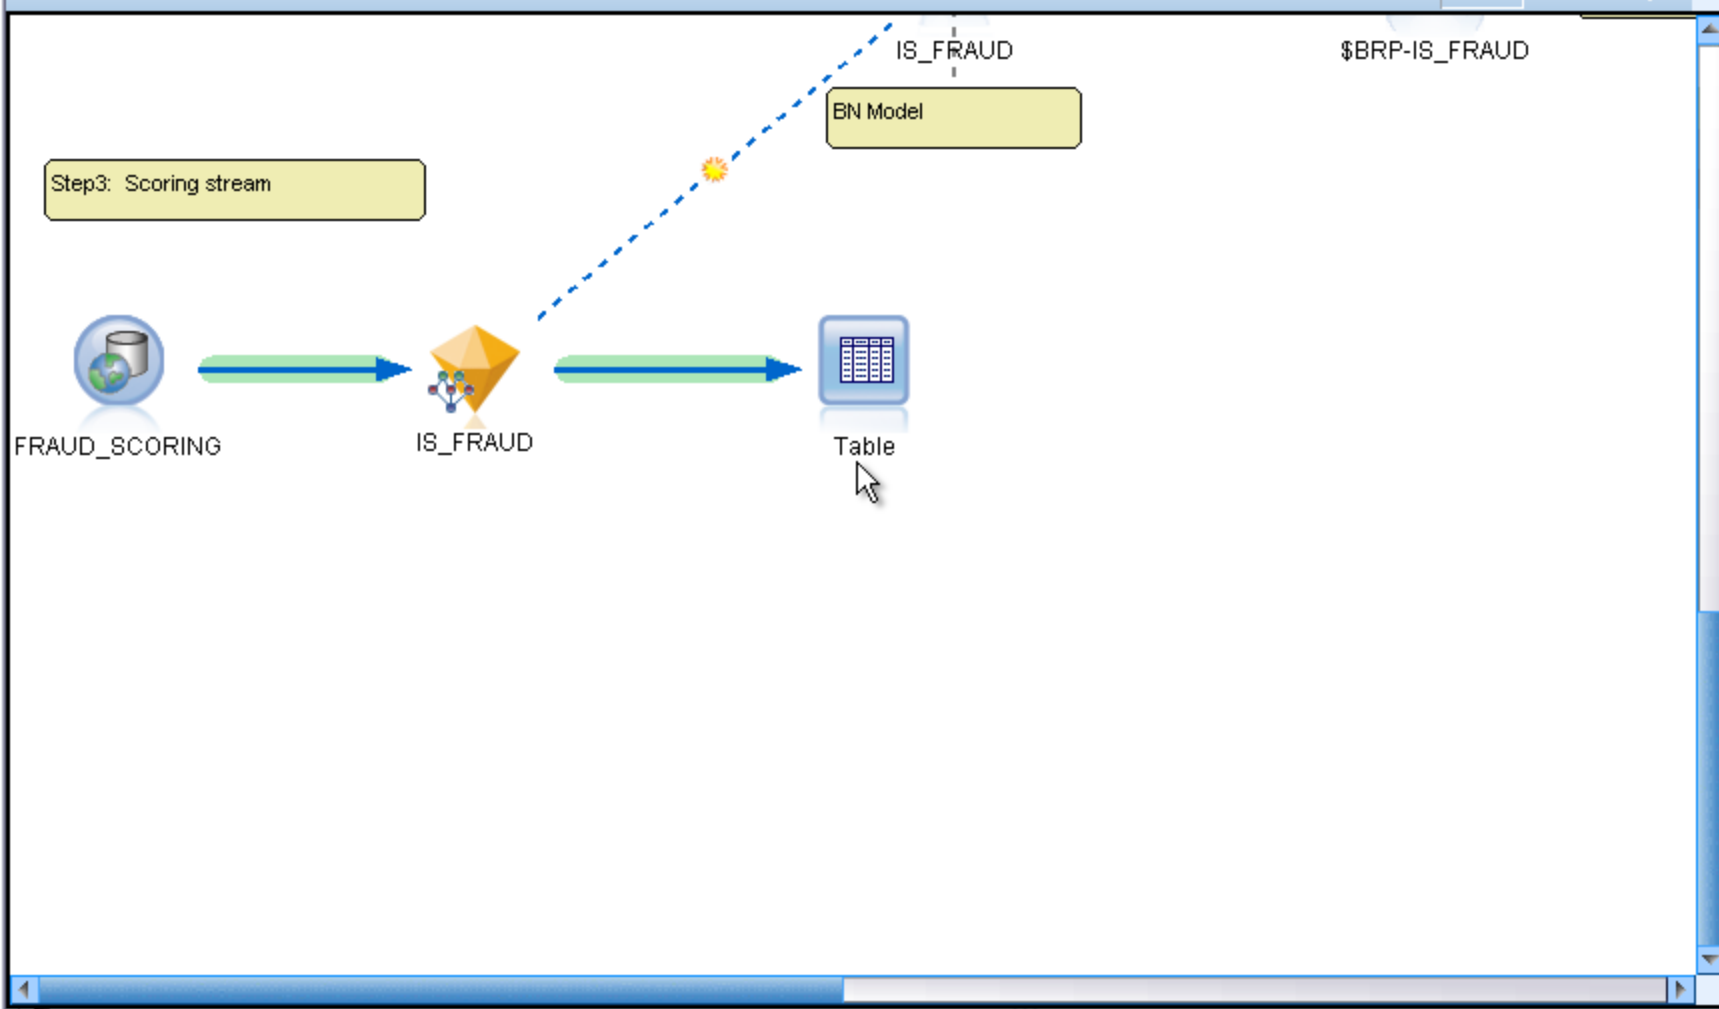 IS_FRAUD
$BRP-IS_FRAUD
BN Model
Step3:  Scoring stream
FRAUD_SCORING
IS_FRAUD
Table